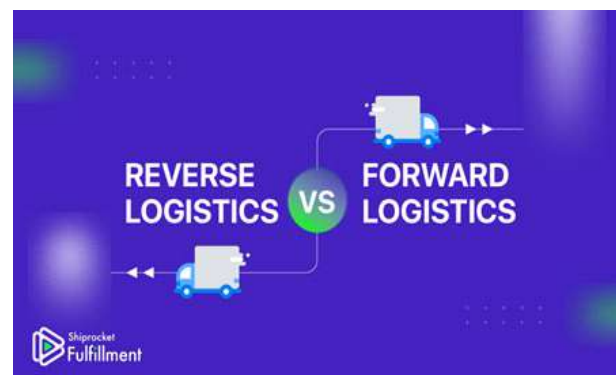 REVERSE
LOGISTICS
VS
FORWARD
LOGISTICS
Shiprocket
Fulfillment